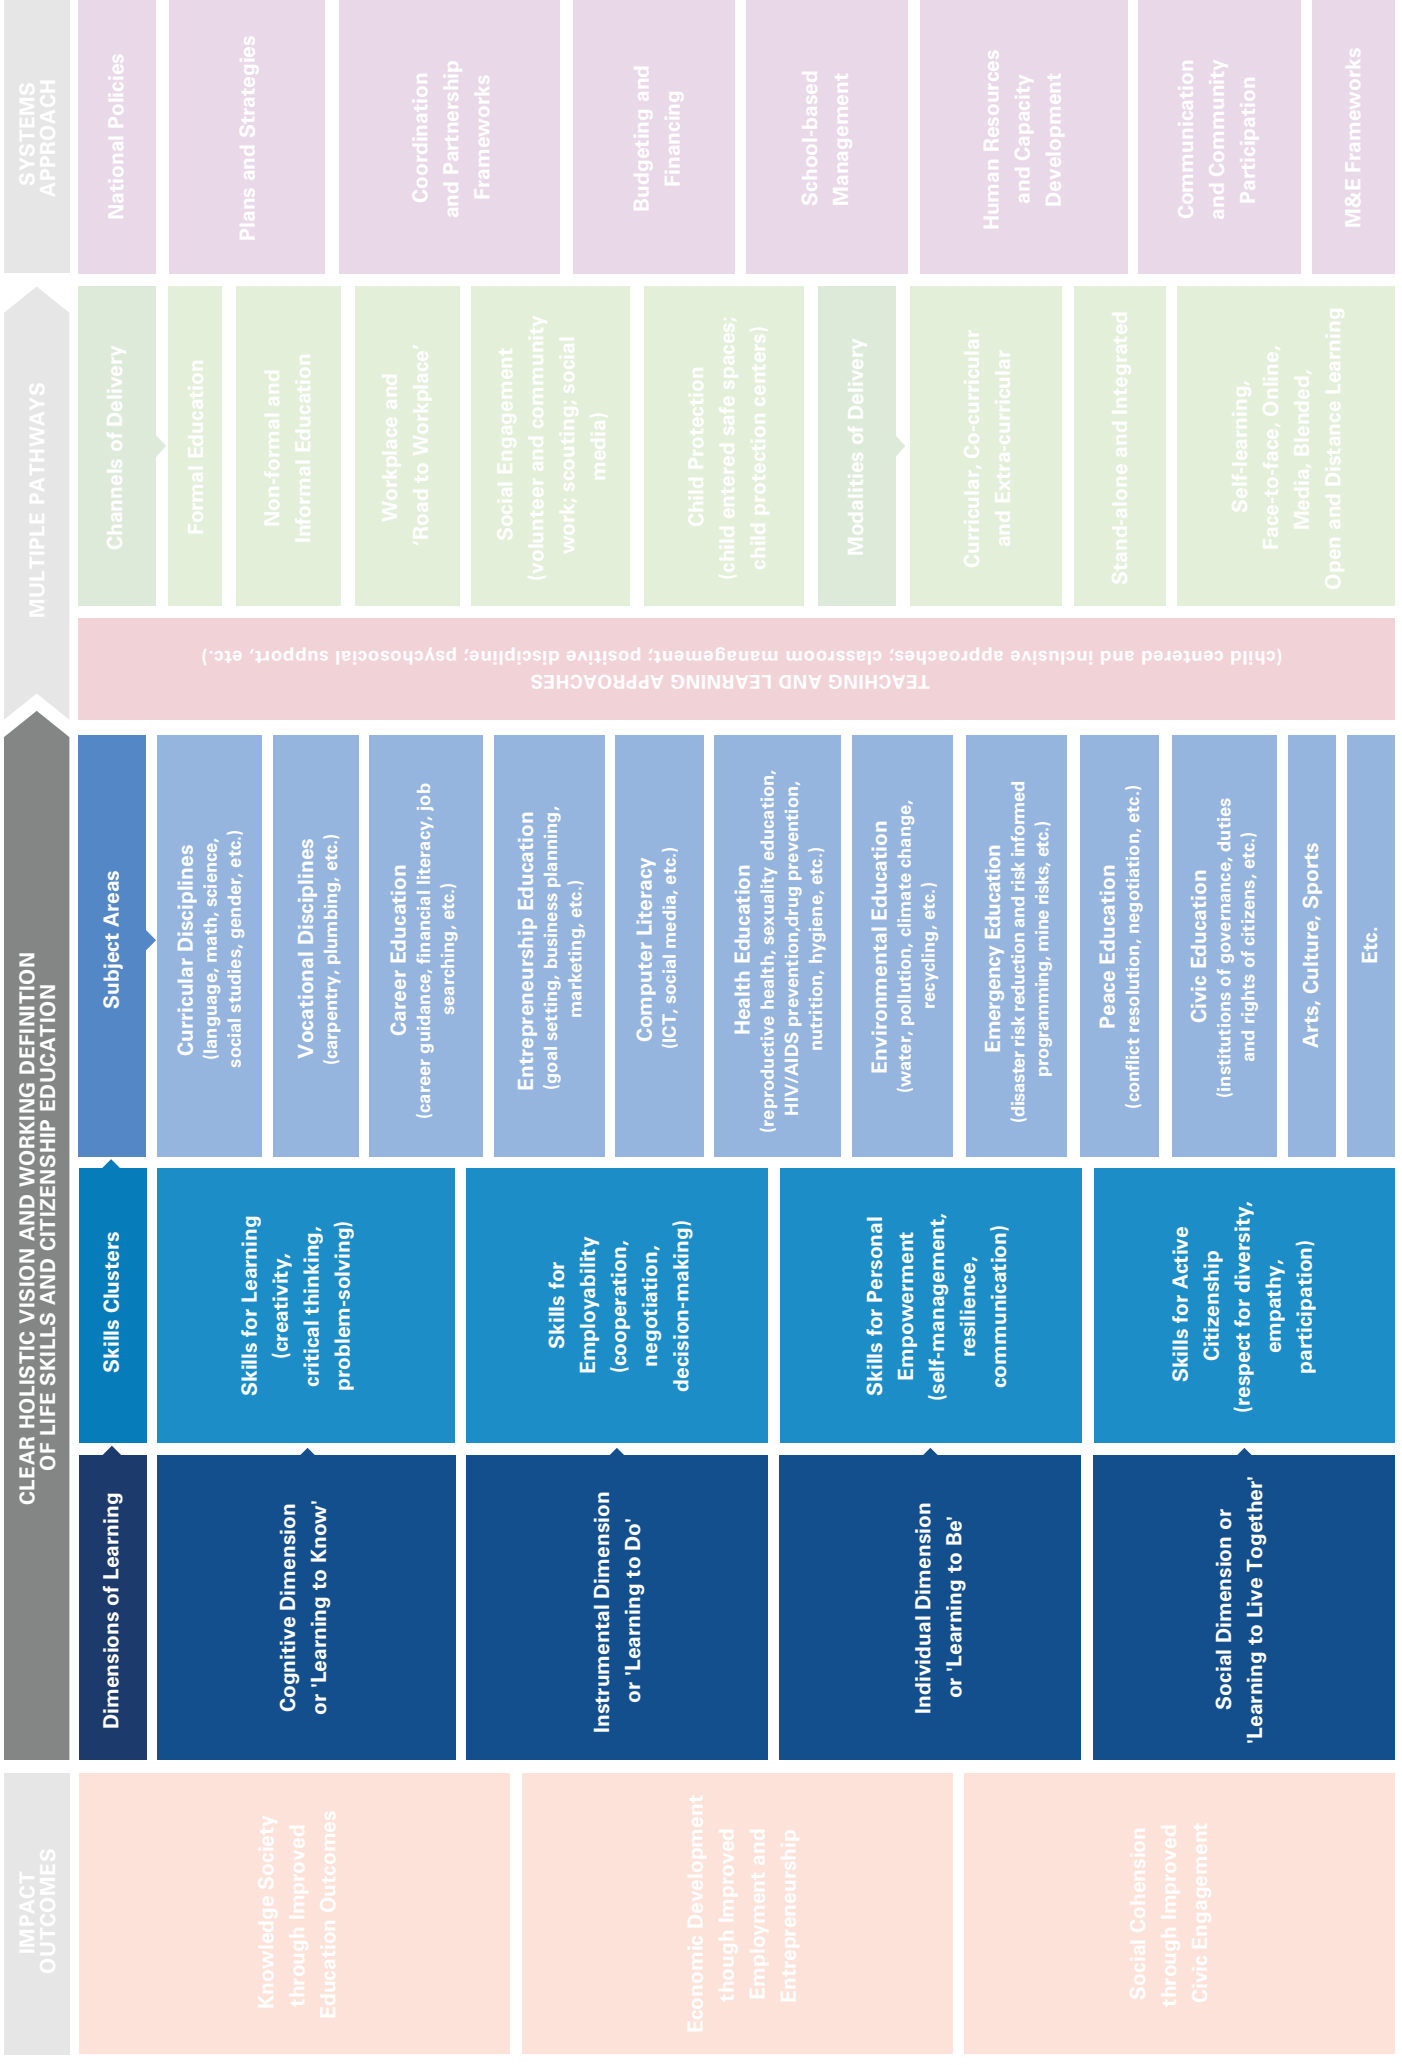 IMPACT
OUTCOMES
Knowledge Society
through Improved
Education Outcomes
Economic Development
though Improved
Employment and
Entrepreneurship
Social Cohension
through Improved
Civic Engagement
CLEAR HOLISTIC VISION AND WORKING DEFINITION
OF LIFE SKILLS AND CITIZENSHIP EDUCATION
Dimensions of Learning
Cognitive Dimension
or 'Learning to Know'
Instrumental Dimension
or 'Learning to Do'
Individual Dimension
or 'Learning to Be'
Social Dimension or
'Learning to Live Together'
Skills Clusters
Skills for Learning
(creativity,
critical thinking,
problem-solving)
Skills for
Employability
(cooperation,
negotiation,
decision-making)
Skills for Personal
Empowerment
(self-management,
resilience,
communication)
Skills for Active
Citizenship
(respect for diversity,
empathy,
participation)
Subject Areas
Curricular Disciplines
(language, math, science,
social studies, gender, etc.)
Vocational Disciplines
(carpentry, plumbing, etc.)
Career Education
(career guidance, financial literacy, job
searching, etc.)
Entrepreneurship Education
(goal setting, business planning,
marketing, etc.)
Computer Literacy
(ICT, social media, etc.)
Health Education
(reproductive health, sexuality education,
HIV/AIDS prevention,drug prevention,
nutrition, hygiene, etc.)
Environmental Education
(water, pollution, climate change,
recycling, etc.)
Emergency Education
(disaster risk reduction and risk informed
programming, mine risks, etc.)
Peace Education
(conflict resolution, negotiation, etc.)
Civic Education
(institutions of governance, duties
and rights of citizens, etc.)
Arts, Culture, Sports
Etc.
TEACHING AND LEARNING APPROACHES
(child centered and inclusive approaches; classroom management; positive discipline; psychosocial support, etc.)
MULTIPLE PATHWAYS
Channels of Delivery
Formal Education
Non-formal and
Informal Education
Workplace and
‘Road to Workplace’
Social Engagement
(volunteer and community
work; scouting; social
media)
Child Protection
(child entered safe spaces;
child protection centers)
Modalities of Delivery
Curricular, Co-curricular
and Extra-curricular
Stand-alone and Integrated
Self-learning,
Face-to-face, Online,
Media, Blended,
Open and Distance Learning
SYSTEMS
APPROACH
National Policies
Plans and Strategies
Coordination
and Partnership
Frameworks
Budgeting and
Financing
School-based
Management
Human Resources
and Capacity
Development
Communication
and Community
Participation
M&E Frameworks